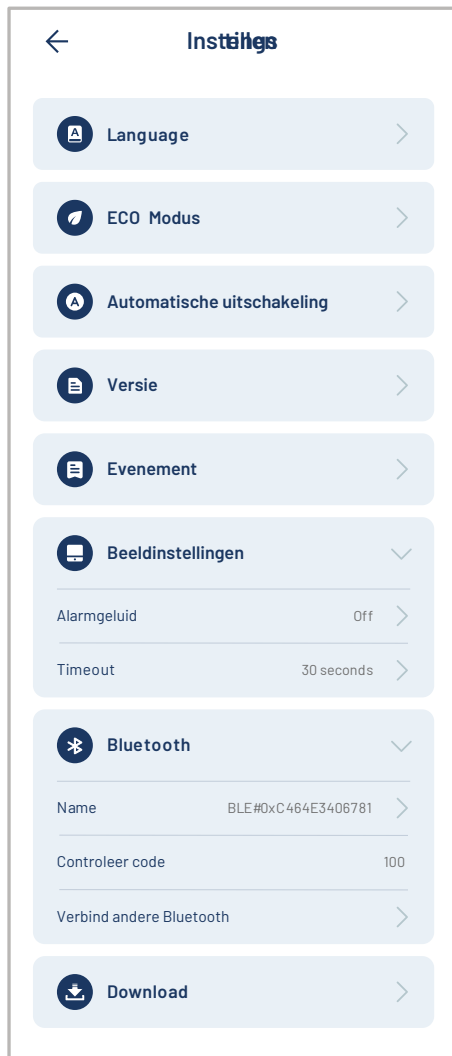 Language
ECO Modus
Automatische uitschakeling
Versie
Evenement
Beeldinstellingen
Alarmgeluid Off
Timeout 30 seconds
Bluetooth
Name BLE#0xC464E3406781
Controleer code 100
Verbind andere Bluetooth
Download